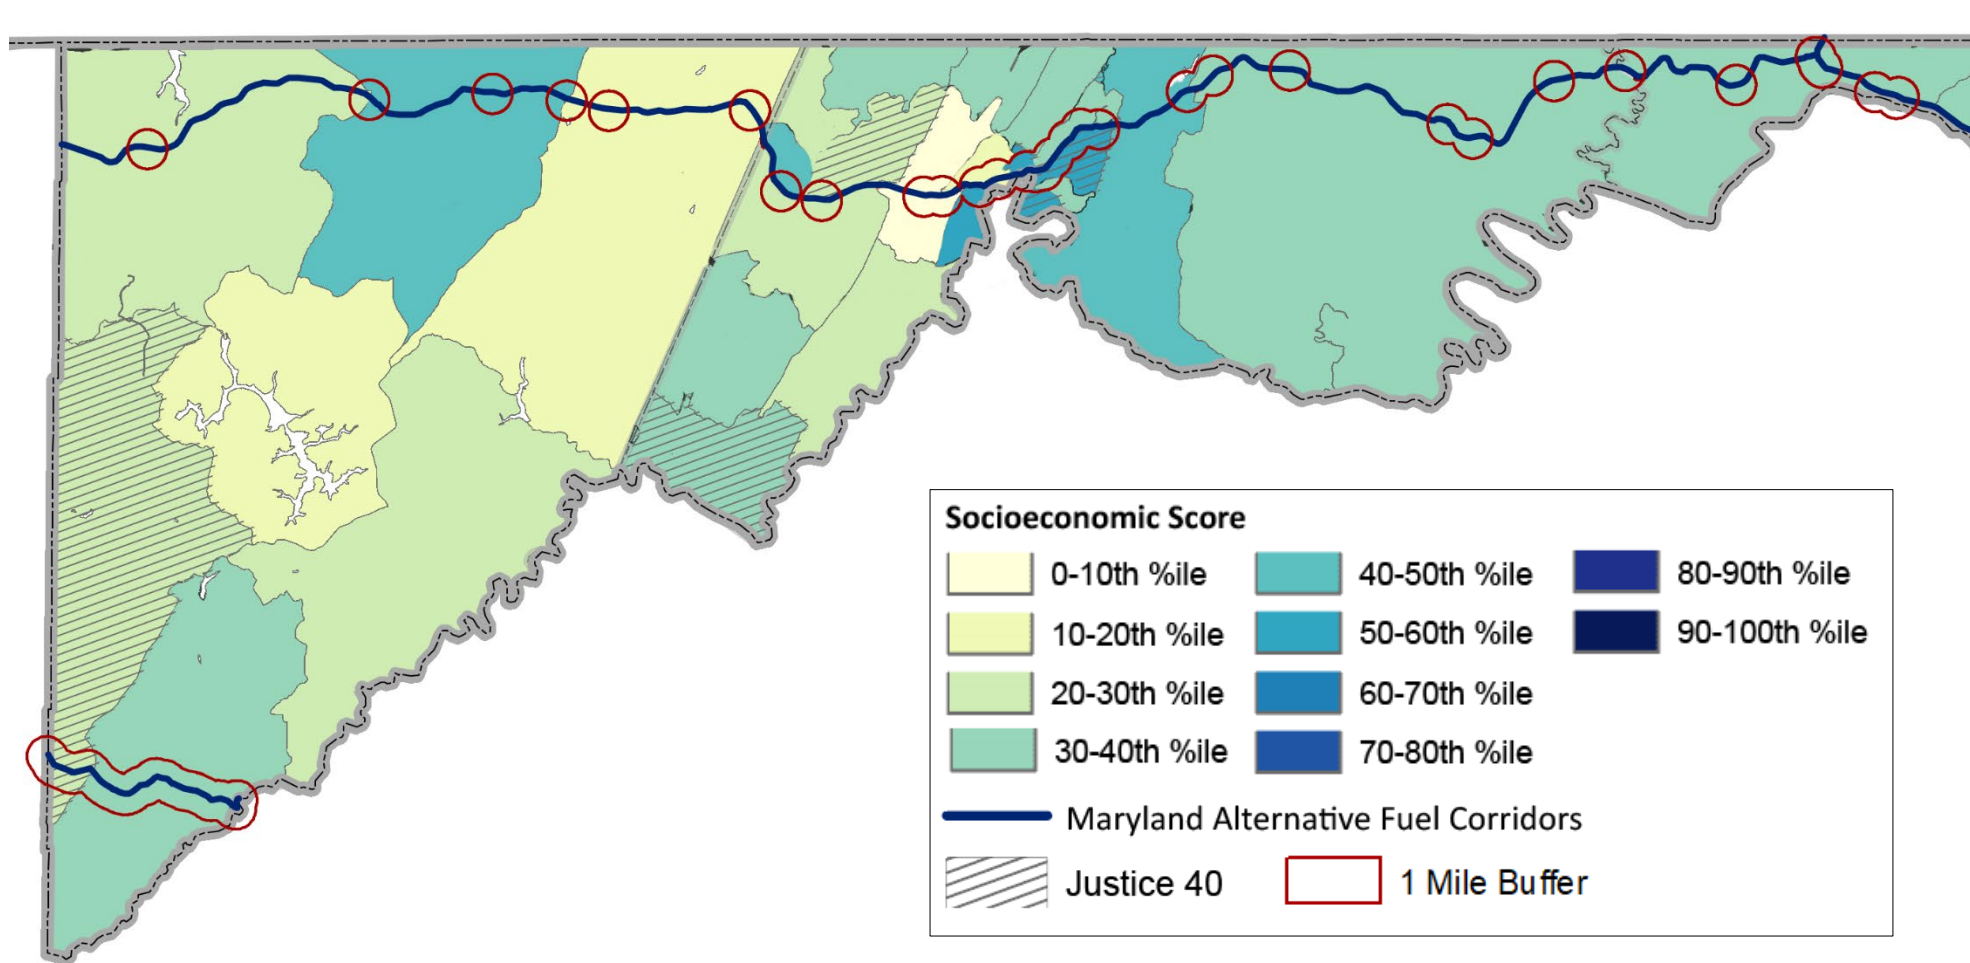 Socioeconomic Score
0-10th %ile
40-50th %ile
80-90th %ile
10-20th %ile
50-60th %ile
90-100th %ile
20-30th %ile
60-70th %ile
30-40th %ile
70-80th %ile
Maryland Alternative Fuel Corridors
Justice 40
1 Mile Buffer